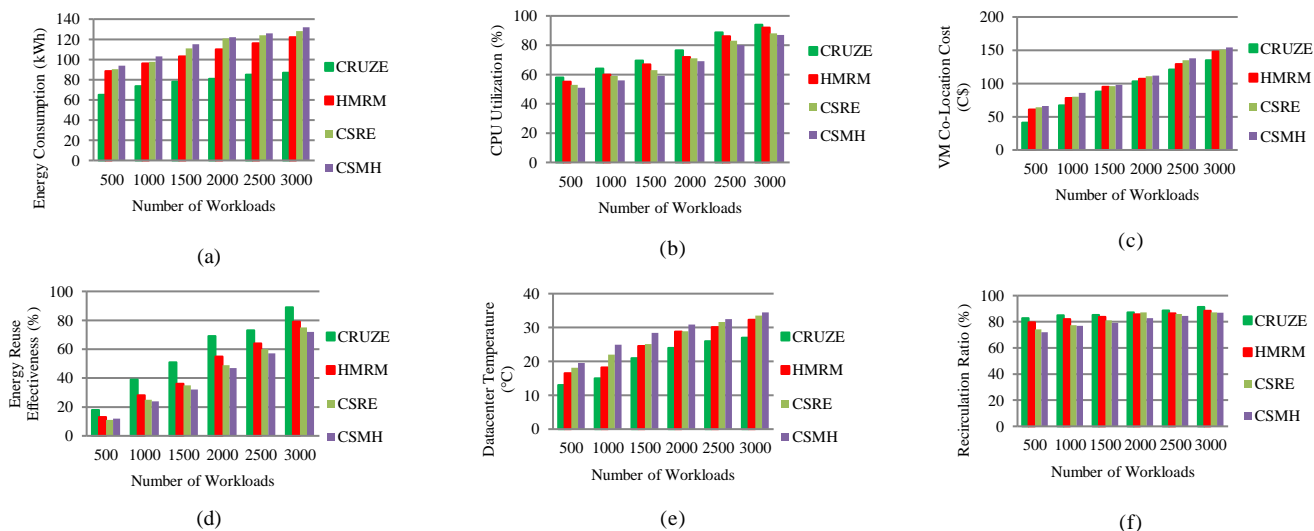 140
120
100
80
60
40
20
0
Energy Consumption (kWh)
500 1000 1500 2000 2500 3000
Number of Workloads
CRUZE
HMRM
CSRE
CSMH
(a)
100
80
60
40
20
0
CPU Utilization (%)
500 1000 1500 2000 2500 3000
Number of Workloads
CRUZE
HMRM
CSRE
CSMH
(b)
200
150
100
50
0
VM Co-Location Cost
(C$)
500 1000 1500 2000 2500 3000
Number of Workloads
CRUZE
HMRM
CSRE
CSMH
(c)
100
80
60
40
20
0
Energy Reuse
Effectiveness (%)
500 1000 1500 2000 2500 3000
Number of Workloads
CRUZE
HMRM
CSRE
CSMH
(d)
40
30
20
10
0
Datacenter Temperature
(°C)
500 1000 1500 2000 2500 3000
Number of Workloads
CRUZE
HMRM
CSRE
CSMH
(e)
100
80
60
40
20
0
Recirculation Ratio (%)
500 1000 1500 2000 2500 3000
Number of Workloads
CRUZE
HMRM
CSRE
CSMH
(f)